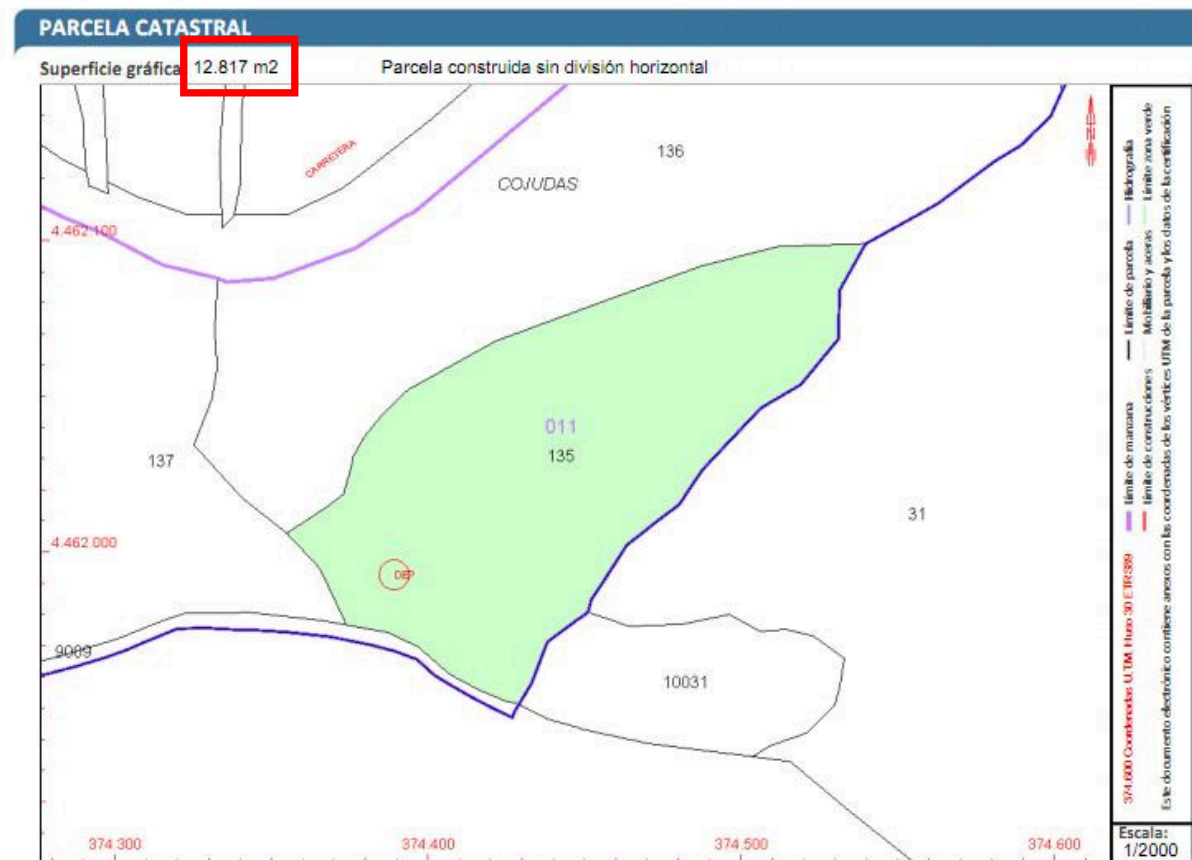 PARCELA CATASTRAL
Superficie gráfica 12.817 m2 Parcela construida sin división horizontal
CARRETERA
136
COJUDAS
4.462.100
011
135
137
31
4.462.000
DEP
9009
10031
374.300 374.400 374.500 374.600
374.600 Coordenadas U.T.M. Huso 30 ETRS89
Límite de manzana Límite de parcela Hidrografía
Límite de construcciones Mobiliario y aceras Límite zona verde
Este documento electrónico contiene anexos con las coordenadas de los vértices UTM de la parcela y los datos de la certificación
Escala:
1/2000